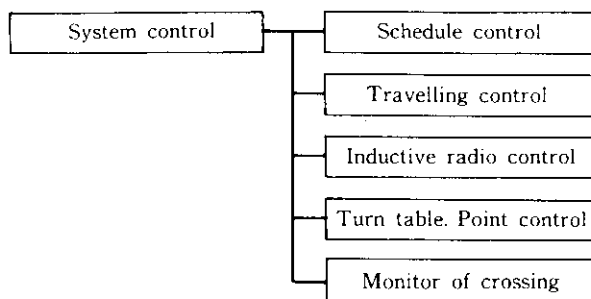 System control
Schedule control
Travelling control
Inductive radio control
Turn table. Point control
Monitor of crossing